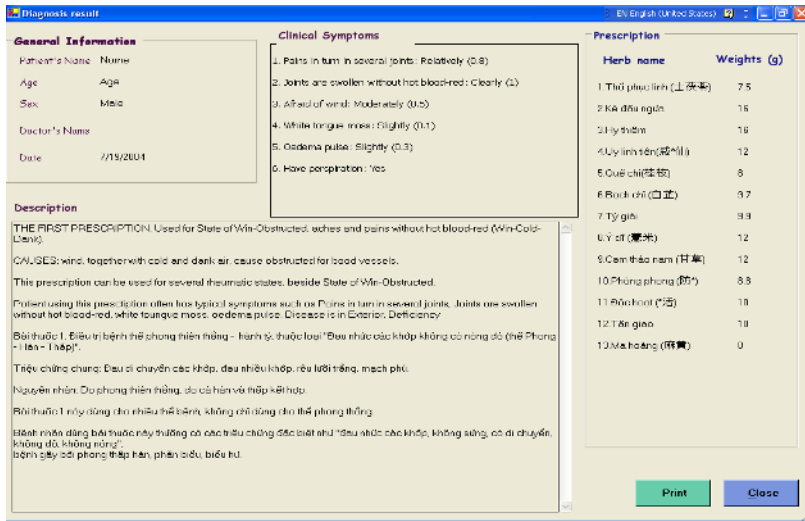 Diagnosis result
EN English (United States)
General Information
Patient's Name Name
Age Age
Sex Male
Doctor's Name
Date 7/19/2004
Clinical Symptoms
1. Pains in turn in several joints: Relatively (0.8)
2. Joints are swollen without hot blood-red: Clearly (1)
3. Afraid of wind: Moderately (0.5)
4. White tongue moss: Slightly (0.1)
5. Oedema pulse: Slightly (0.3)
6. Have perspiration: Yes
Prescription
Herb name Weights (g)
1.Thổ phục linh 7.5
2.Ké đầu ngựa 16
3.Hy thiêm 16
4.Uy linh tiên 12
5.Quế chi(桂枝) 8
6.Bạch chỉ (白芷) 9.7
7.Tỳ giải 9.9
8.Ý dĩ (薏米) 12
9.Cam thảo nam (甘草) 12
10.Phòng phong (防*) 8.8
11.Độc hoạt (*活) 10
12.Tần giao 10
13.Ma hoàng (麻黄) 0
Description
THE FIRST PRESCRIPTION. Used for State of Win-Obstructed, aches and pains without hot blood-red (Win-Cold-
Dank).
CAUSES: wind, together with cold and dank air, cause obstructed for blood vessels.
This prescription can be used for several rheumatic states, beside State of Win-Obstructed.
Patient using this prescription often has typical symptoms such as Pains in turn in several joints, Joints are swollen
without hot blood-red, white toungue moss, oedema pulse. Disease is in Exterior, Defficiency
Bài thuốc 1. Điều trị bệnh thể phong thiên thắng - hành tý, thuộc loại "Đau nhức các khớp không có nóng đỏ (thể Phong
- Hàn - Thấp)".
Triệu chứng chung: Đau di chuyển các khớp, đau nhiều khớp, rêu lưỡi trắng, mạch phù.
Nguyên nhân: Do phong thiên thắng, do cả hàn và thấp kết hợp.
Bài thuốc 1 này dùng cho nhiều thể bệnh, không chỉ dùng cho thể phong thắng.
Bệnh nhân dùng bài thuốc này thường có các triệu chứng đặc biệt như "đau nhức các khớp, không sưng, có di chuyển,
không đỏ, không nóng".
bệnh gây bởi phong thấp hàn, phần biểu, biểu hư.
Print Close